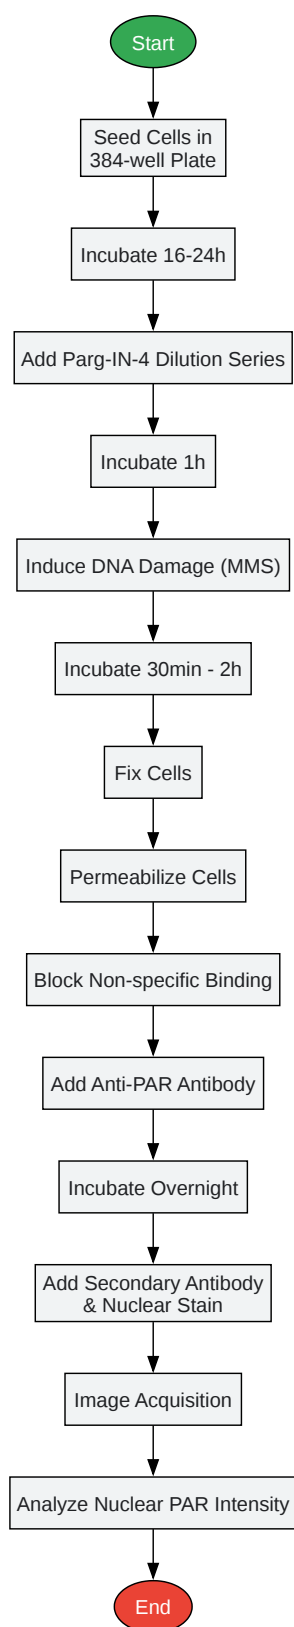 Start
Seed Cells in
384-well Plate
Incubate 16-24h
Add Parg-IN-4 Dilution Series
Incubate 1h
Induce DNA Damage (MMS)
Incubate 30min - 2h
Fix Cells
Permeabilize Cells
Block Non-specific Binding
Add Anti-PAR Antibody
Incubate Overnight
Add Secondary Antibody
& Nuclear Stain
Image Acquisition
Analyze Nuclear PAR Intensity
End